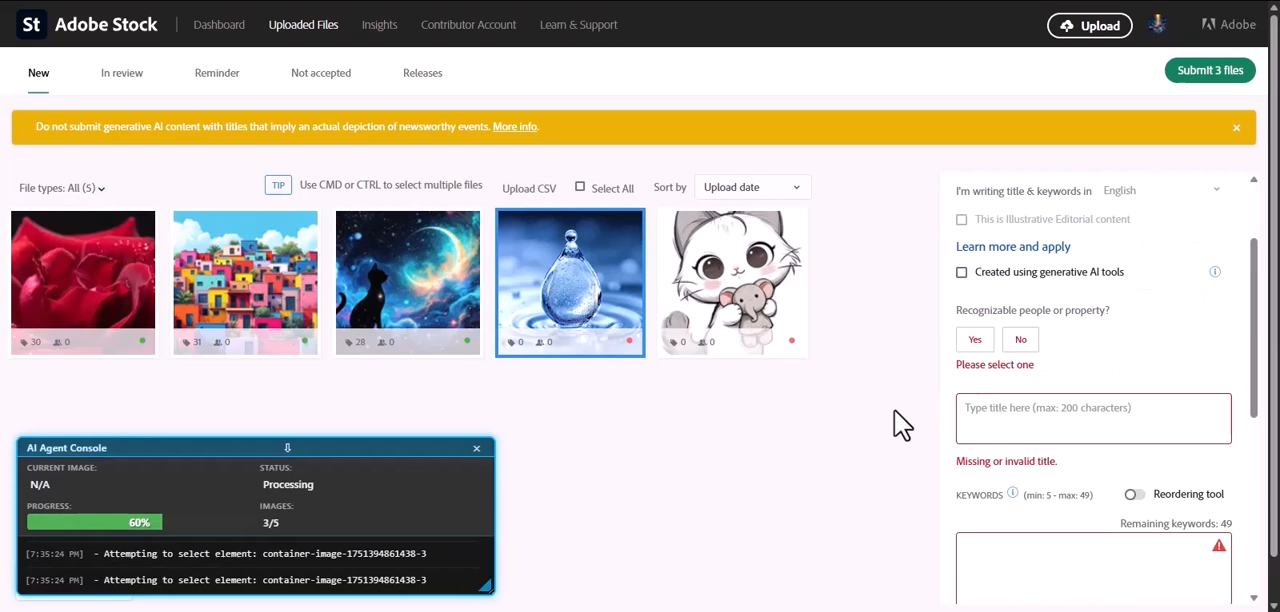 St Adobe Stock Dashboard Uploaded Files Insights Contributor Account Learn & Support Upload Adobe
New In review Reminder Not accepted Releases Submit 3 files
Do not submit generative AI content with titles that imply an actual depiction of newsworthy events. More info.
File types: All (5) TIP Use CMD or CTRL to select multiple files Upload CSV Select All Sort by Upload date
30 0 31 0 28 0 0 0 0 0
I'm writing title & keywords in English
This is Illustrative Editorial content
Learn more and apply
Created using generative AI tools
Recognizable people or property?
Yes No
Please select one
Type title here (max: 200 characters)
Missing or invalid title.
KEYWORDS (min: 5 - max: 49) Reordering tool
Remaining keywords: 49
AI Agent Console
CURRENT IMAGE: STATUS:
N/A Processing
PROGRESS: IMAGES:
60% 3/5
[7:35:24 PM] - Attempting to select element: container-image-1751394861438-3
[7:35:24 PM] - Attempting to select element: container-image-1751394861438-3